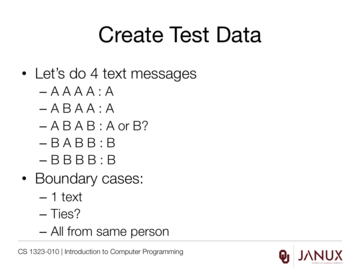 Create Test Data
• Let's do 4 text messages
– A A A A : A
– A B A A : A
– A B A B : A or B?
– B A B B : B
– B B B B : B
• Boundary cases:
– 1 text
– Ties?
– All from same person
CS 1323-010 | Introduction to Computer Programming
JANUX